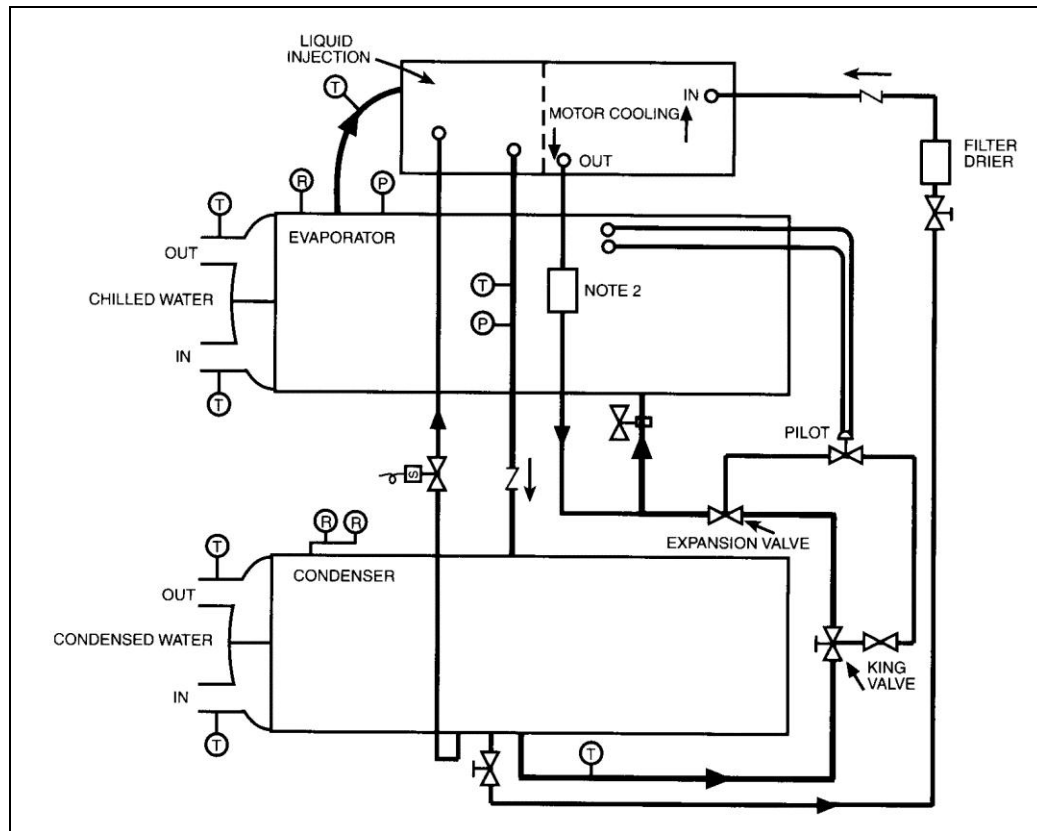 LIQUID
INJECTION
T
IN
MOTOR COOLING
OUT
FILTER
DRIER
R
P
T
EVAPORATOR
OUT
CHILLED WATER
T
NOTE 2
P
IN
T
PILOT
S
EXPANSION VALVE
R R
T
CONDENSER
OUT
CONDENSED WATER
KING
VALVE
IN
T
T